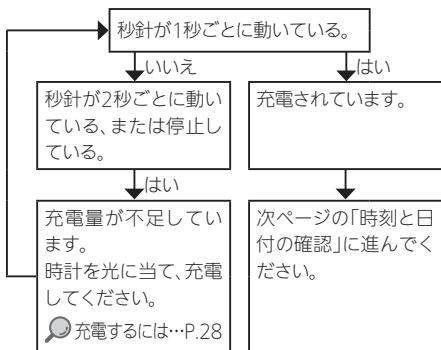 秒針が1秒ごとに動いている。
いいえ
はい
秒針が2秒ごとに動い
ている、または停止し
ている。
充電されています。
はい
充電量が不足してい
ます。
時計を光に当て、充電
してください。
充電するには…P.28
次ページの「時刻と日
付の確認」に進んでく
ださい。